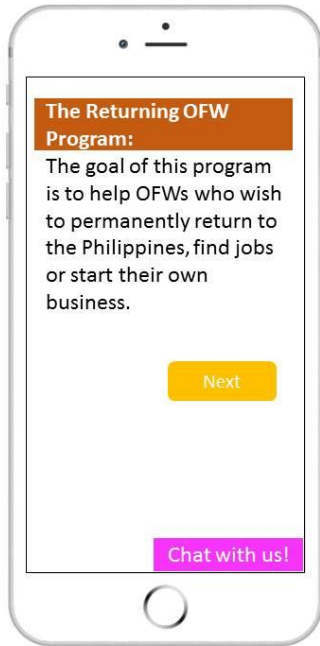 The Returning OFW
Program:
The goal of this program
is to help OFWs who wish
to permanently return to
the Philippines, find jobs
or start their own
business.
Next
Chat with us!